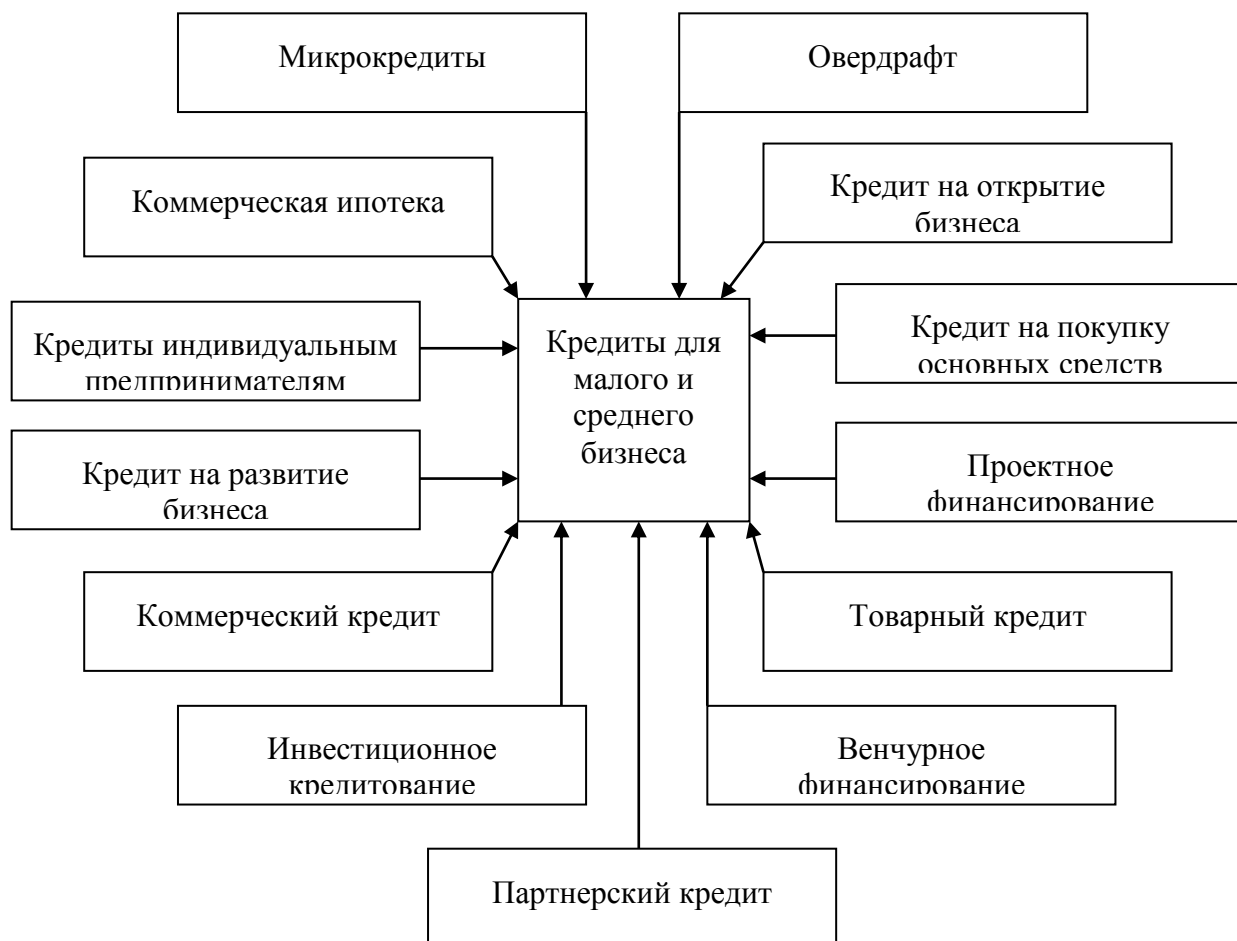 Микрокредиты
Овердрафт
Коммерческая ипотека
Кредит на открытие
бизнеса
Кредиты индивидуальным
предпринимателям
Кредиты для
малого и
среднего
бизнеса
Кредит на покупку
основных средств
Кредит на развитие
бизнеса
Проектное
финансирование
Коммерческий кредит
Товарный кредит
Инвестиционное
кредитование
Венчурное
финансирование
Партнерский кредит